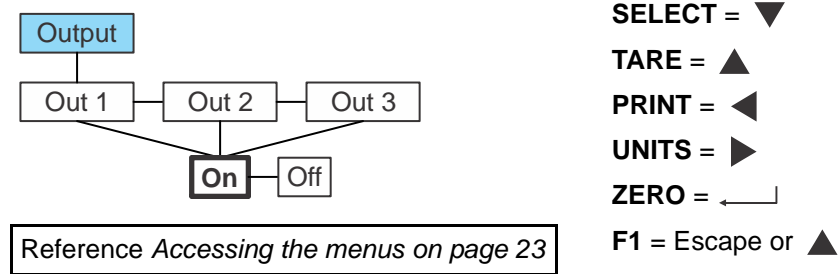 Output
Out 1 Out 2 Out 3
On Off
Reference Accessing the menus on page 23
SELECT = ▼
TARE = ▲
PRINT = ◀
UNITS = ▶
ZERO = ↵
F1 = Escape or ▲